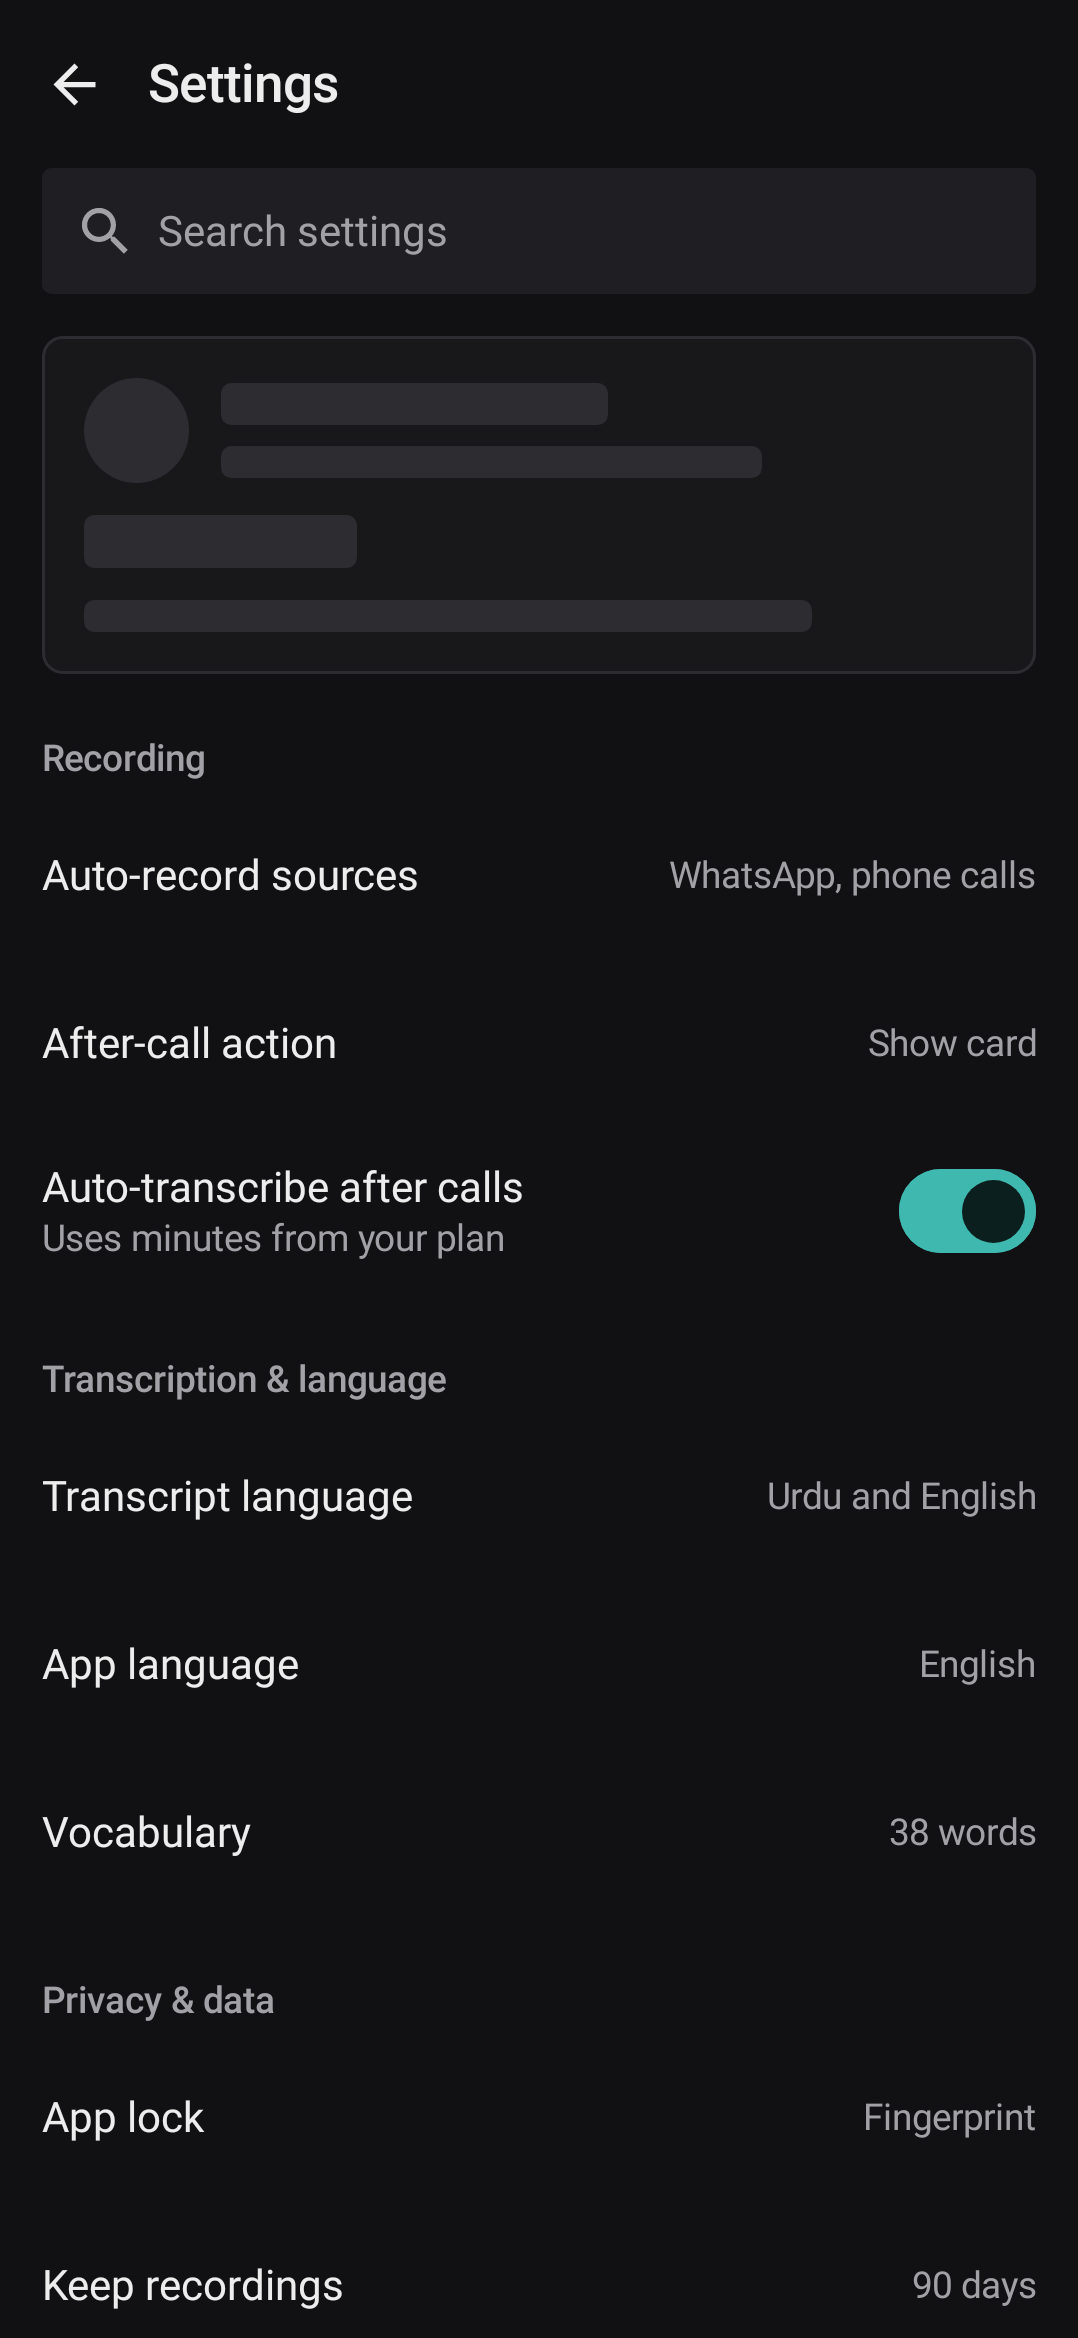 Settings
Search settings
Recording
Auto-record sources
WhatsApp, phone calls
After-call action
Show card
Auto-transcribe after calls
Uses minutes from your plan
Transcription & language
Transcript language
Urdu and English
App language
English
Vocabulary
38 words
Privacy & data
App lock
Fingerprint
Keep recordings
90 days